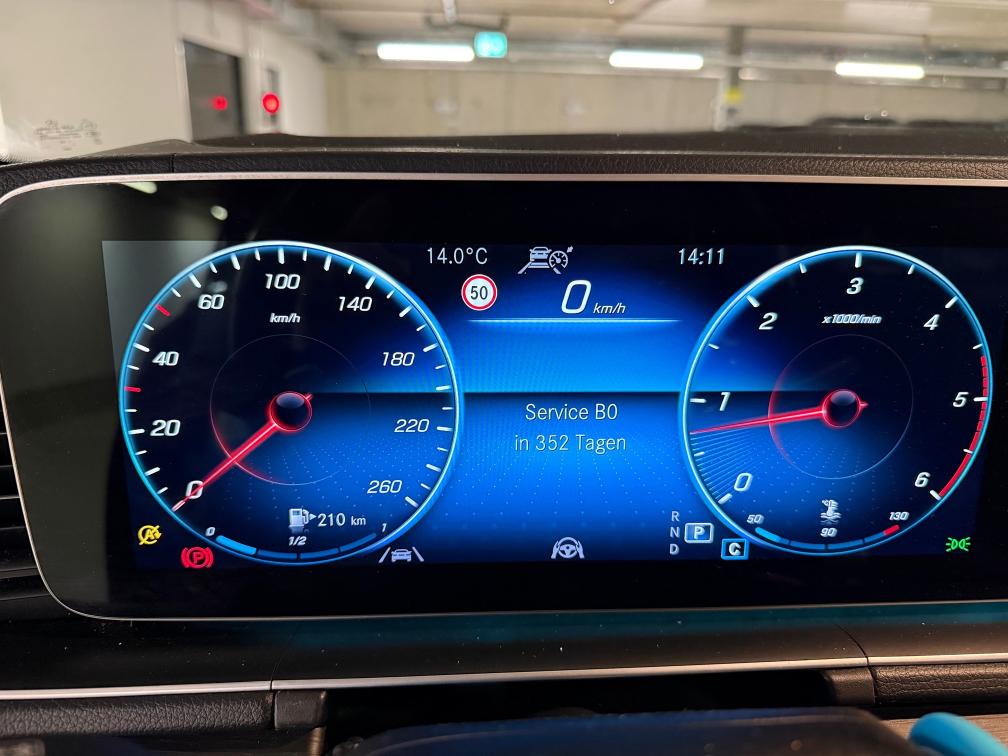 14.0°C
14:11
50
0 km/h
20
40
60
100
140
180
220
260
0
km/h
210 km
0
1/2
1
Service B0
in 352 Tagen
R
N
P
D
C
0
1
2
3
4
5
6
x1000/min
50
90
130
A
P